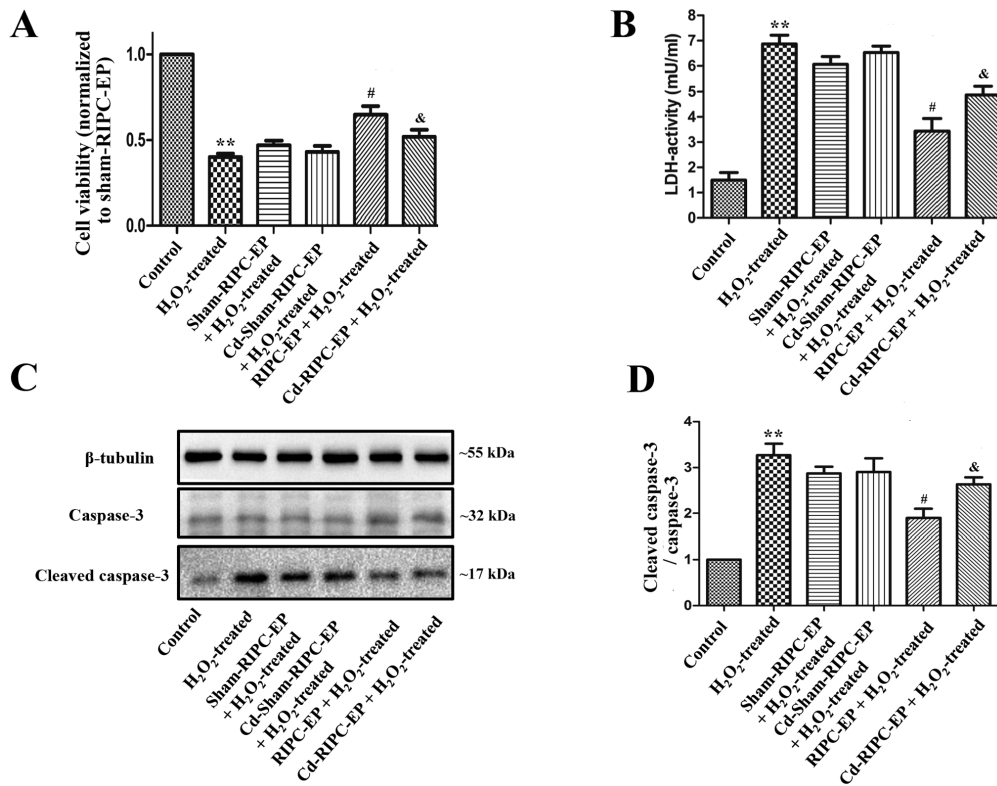 A
Cell viability (normalized
to sham-RIPC-EP)
1.0
0.5
0.0
**
#
&
Control
H₂O₂-treated
Sham-RIPC-EP
+ H₂O₂-treated
Cd-Sham-RIPC-EP
+ H₂O₂-treated
RIPC-EP + H₂O₂-treated
Cd-RIPC-EP + H₂O₂-treated
B
LDH-activity (mU/ml)
8
7
6
5
4
3
2
1
0
**
#
&
Control
H₂O₂-treated
Sham-RIPC-EP
+ H₂O₂-treated
Cd-Sham-RIPC-EP
+ H₂O₂-treated
RIPC-EP + H₂O₂-treated
Cd-RIPC-EP + H₂O₂-treated
C
β-tubulin
~55 kDa
Caspase-3
~32 kDa
Cleaved caspase-3
~17 kDa
Control
H₂O₂-treated
Sham-RIPC-EP
+ H₂O₂-treated
Cd-Sham-RIPC-EP
+ H₂O₂-treated
RIPC-EP + H₂O₂-treated
Cd-RIPC-EP + H₂O₂-treated
D
Cleaved caspase-3
/ caspase-3
4
3
2
1
0
**
#
&
Control
H₂O₂-treated
Sham-RIPC-EP
+ H₂O₂-treated
Cd-Sham-RIPC-EP
+ H₂O₂-treated
RIPC-EP + H₂O₂-treated
Cd-RIPC-EP + H₂O₂-treated